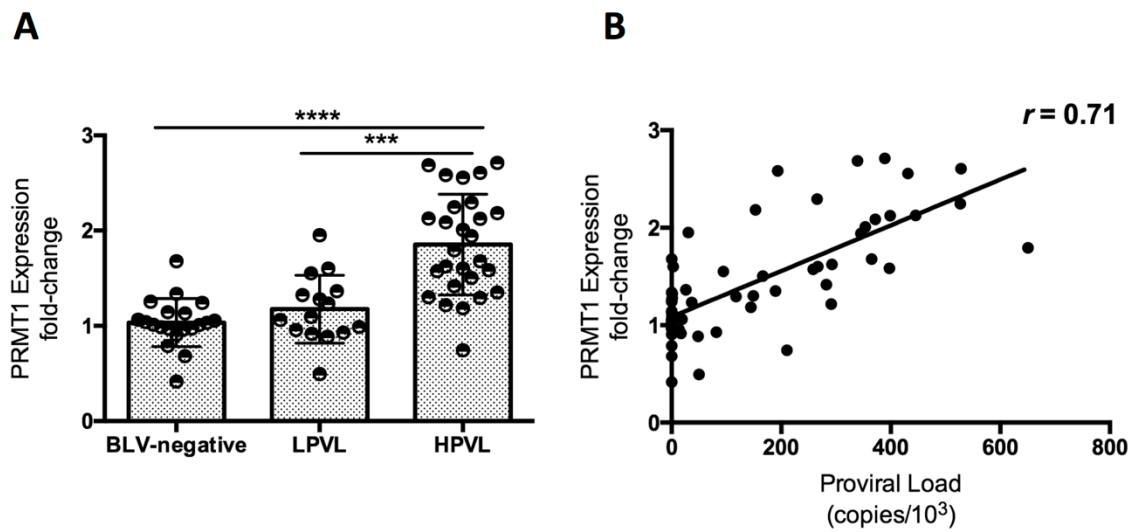 A
PRMT1 Expression
fold-change
****
***
3
2
1
0
BLV-negative LPVL HPVL
B
r = 0.71
PRMT1 Expression
fold-change
3
2
1
0
0 200 400 600 800
Proviral Load
(copies/10³)